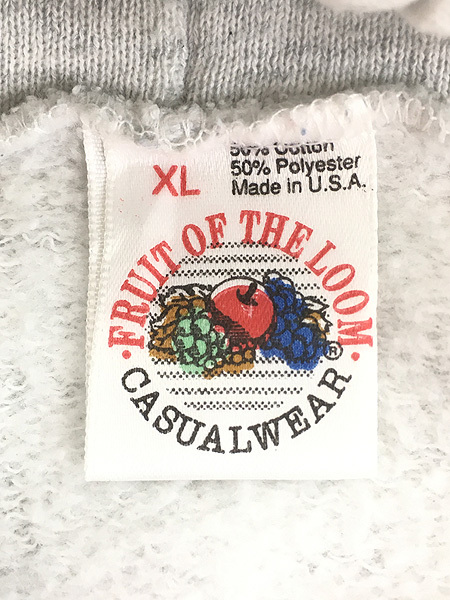 XL
50% Cotton
50% Polyester
Made in U.S.A.
· FRUIT OF THE LOOM ·
®
CASUALWEAR